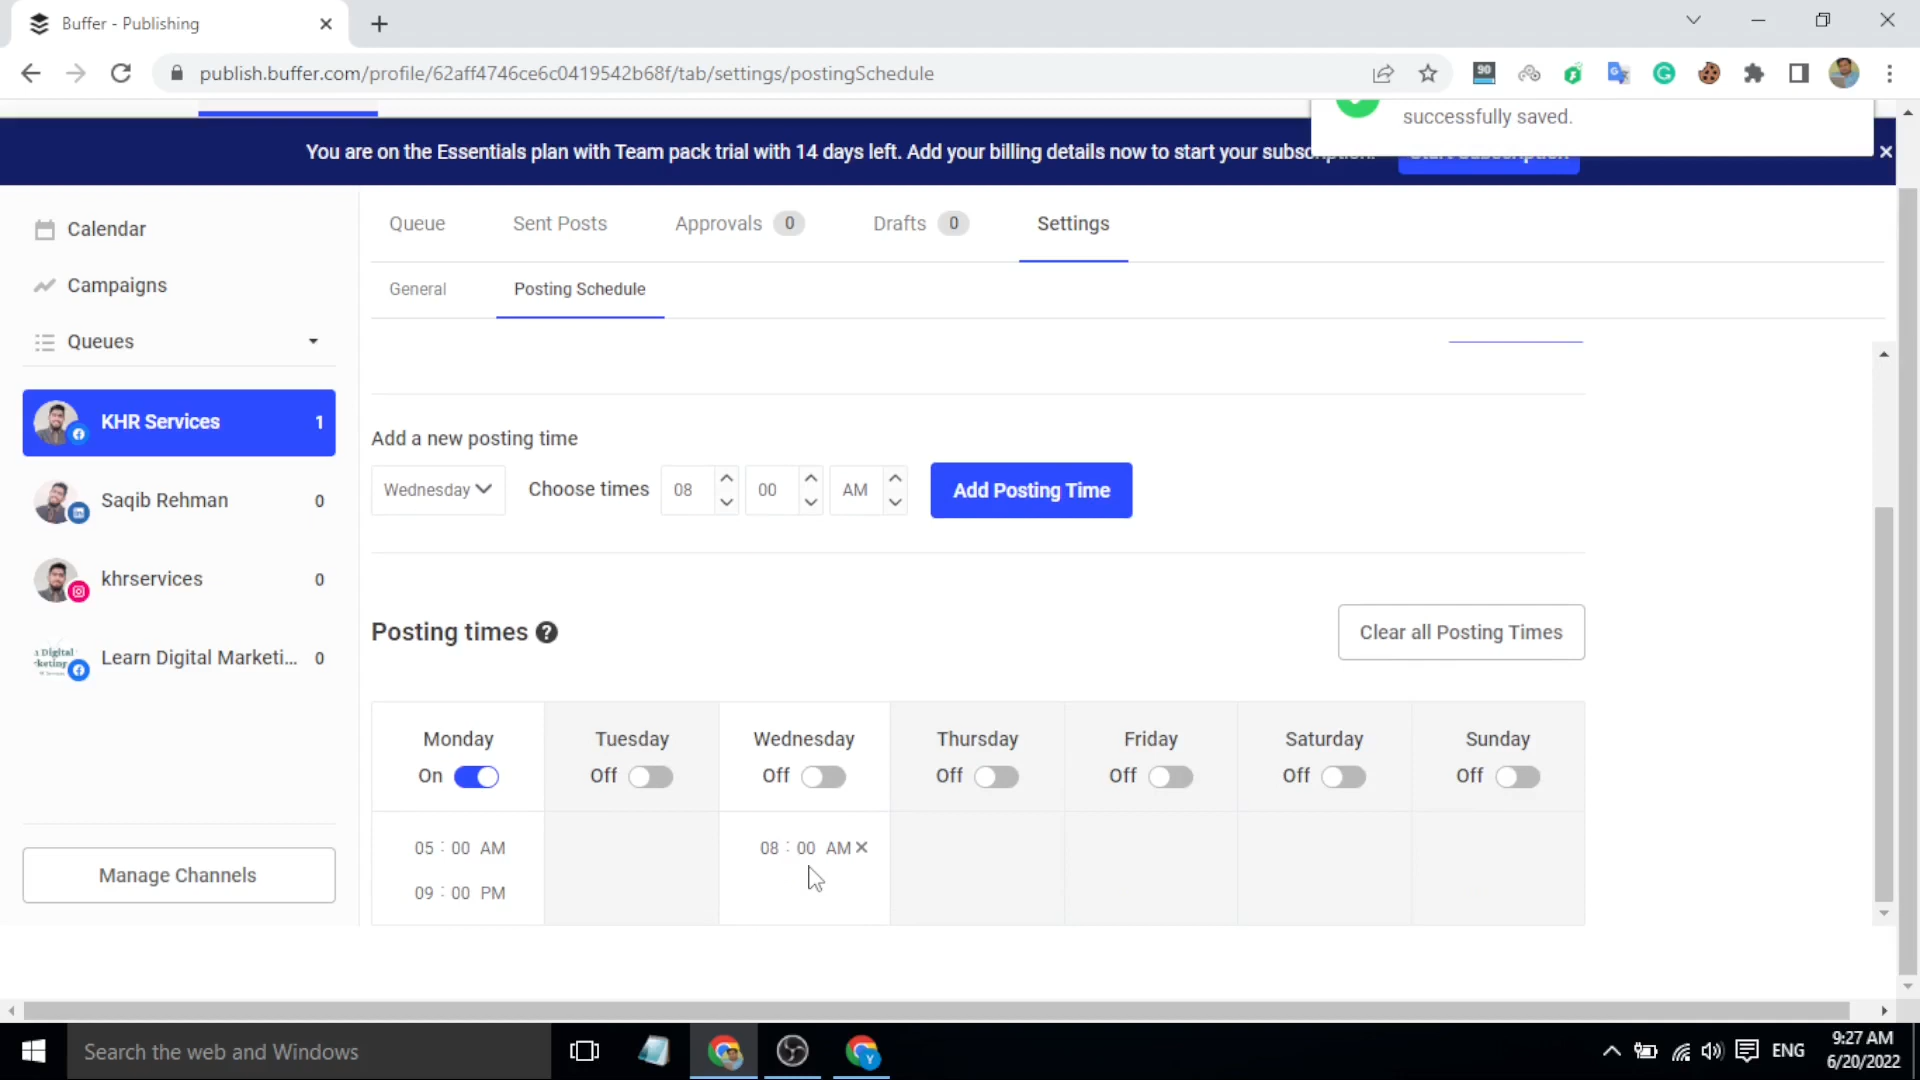 Buffer - Publishing
publish.buffer.com/profile/62aff4746ce6c0419542b68f/tab/settings/postingSchedule
90
successfully saved.
You are on the Essentials plan with Team pack trial with 14 days left. Add your billing details now to start your subscription.
Start Subscription
Calendar
Campaigns
Queues
KHR Services 1
Saqib Rehman 0
khrservices 0
Learn Digital Marketi... 0
Manage Channels
Queue Sent Posts Approvals 0 Drafts 0 Settings
General Posting Schedule
Add a new posting time
Wednesday Choose times 08 00 AM Add Posting Time
Posting times ? Clear all Posting Times
Monday Tuesday Wednesday Thursday Friday Saturday Sunday
On Off Off Off Off Off Off
05 : 00 AM 08 : 00 AM
09 : 00 PM
Search the web and Windows
ENG
9:27 AM
6/20/2022